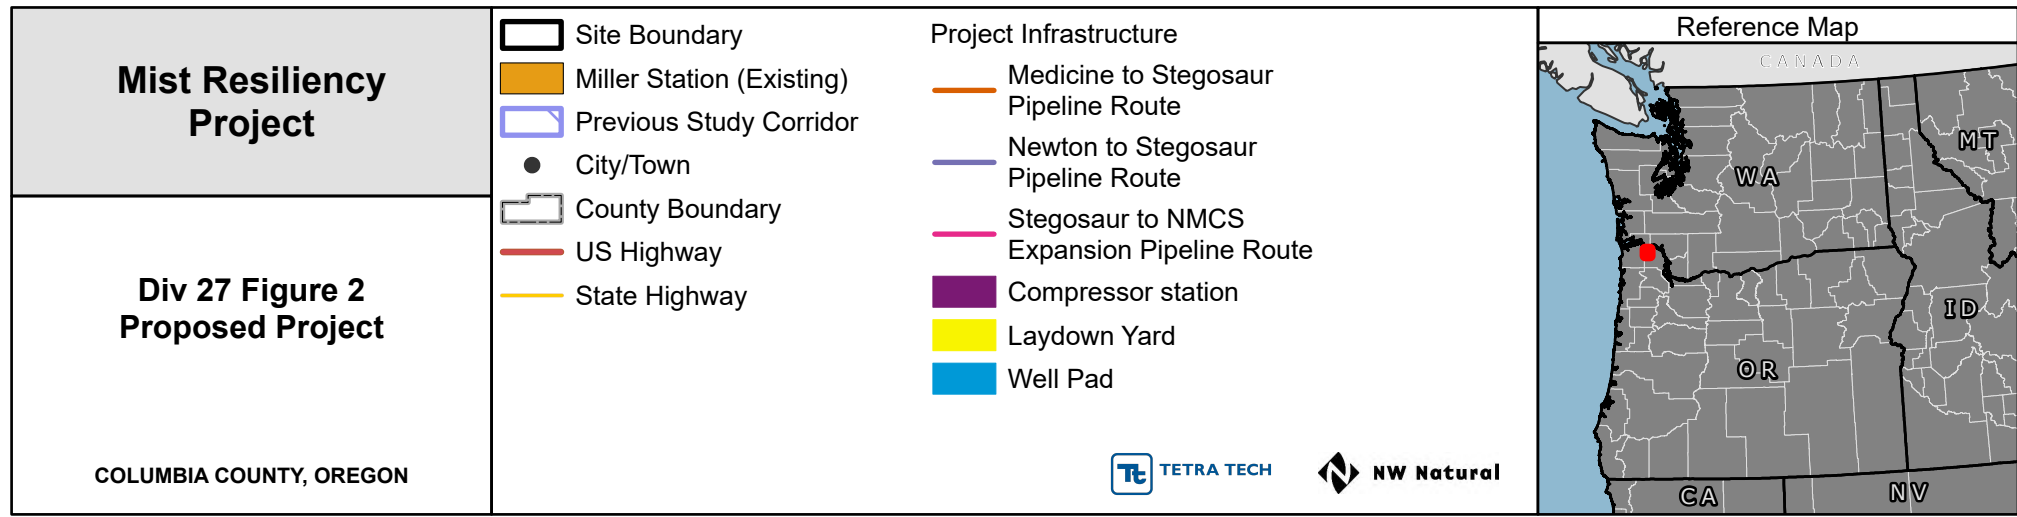 Mist Resiliency
Project
Div 27 Figure 2
Proposed Project
COLUMBIA COUNTY, OREGON
Site Boundary
Miller Station (Existing)
Previous Study Corridor
City/Town
County Boundary
US Highway
State Highway
Project Infrastructure
Medicine to Stegosaur
Pipeline Route
Newton to Stegosaur
Pipeline Route
Stegosaur to NMCS
Expansion Pipeline Route
Compressor station
Laydown Yard
Well Pad
Tt TETRA TECH
NW Natural
Reference Map
CANADA
WA
MT
ID
OR
CA
NV